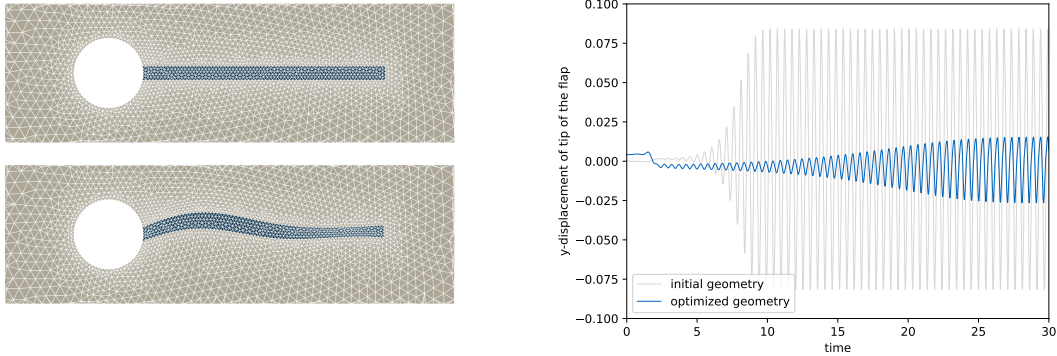 0.100
0.075
0.050
0.025
0.000
−0.025
−0.050
−0.075
−0.100
y-displacement of tip of the flap
initial geometry
optimized geometry
0 5 10 15 20 25 30
time